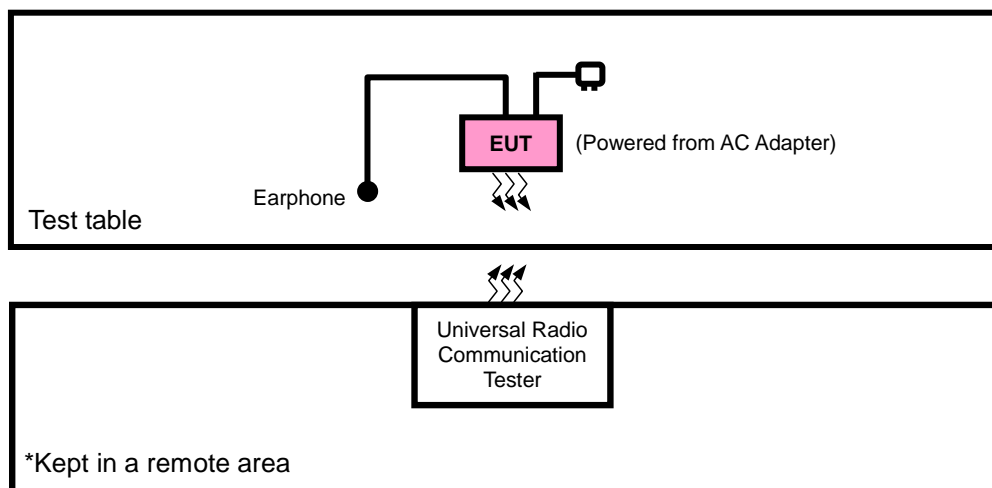 EUT
(Powered from AC Adapter)
Earphone
Test table
Universal Radio
Communication
Tester
*Kept in a remote area